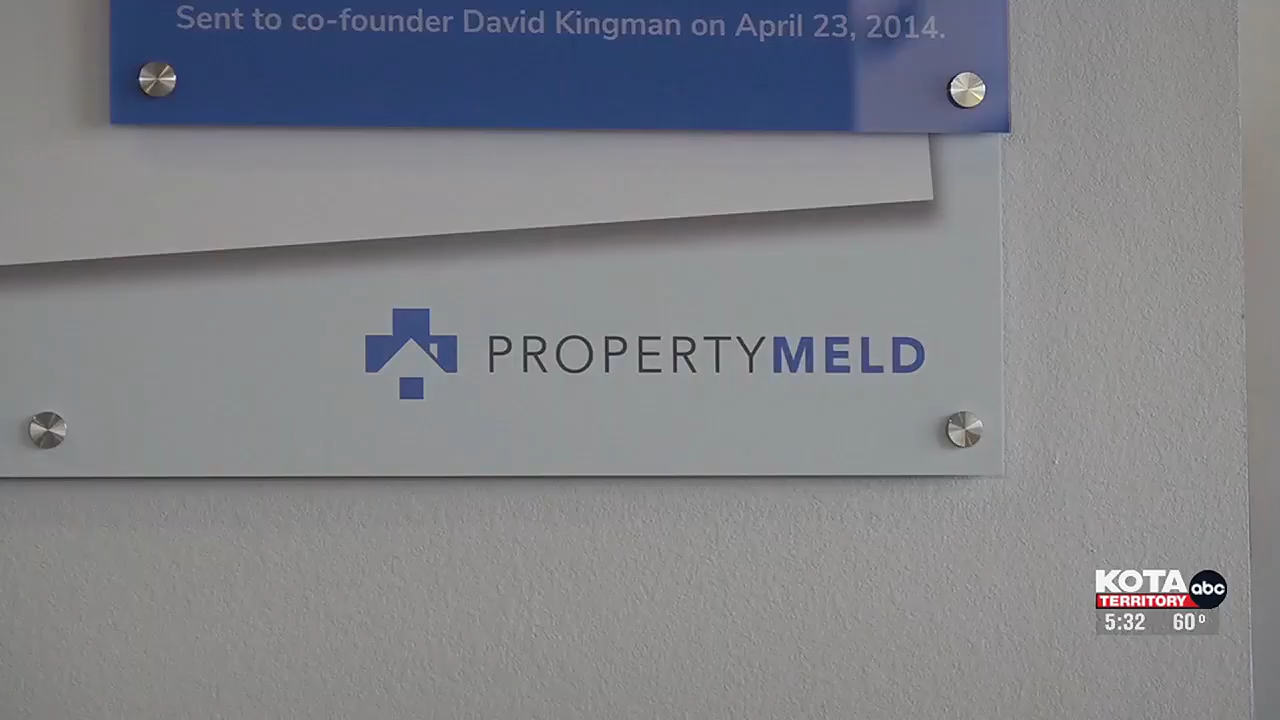 Sent to co-founder David Kingman on April 23, 2014.
PROPERTYMELD
KOTA
TERRITORY
abc
5:32 60°